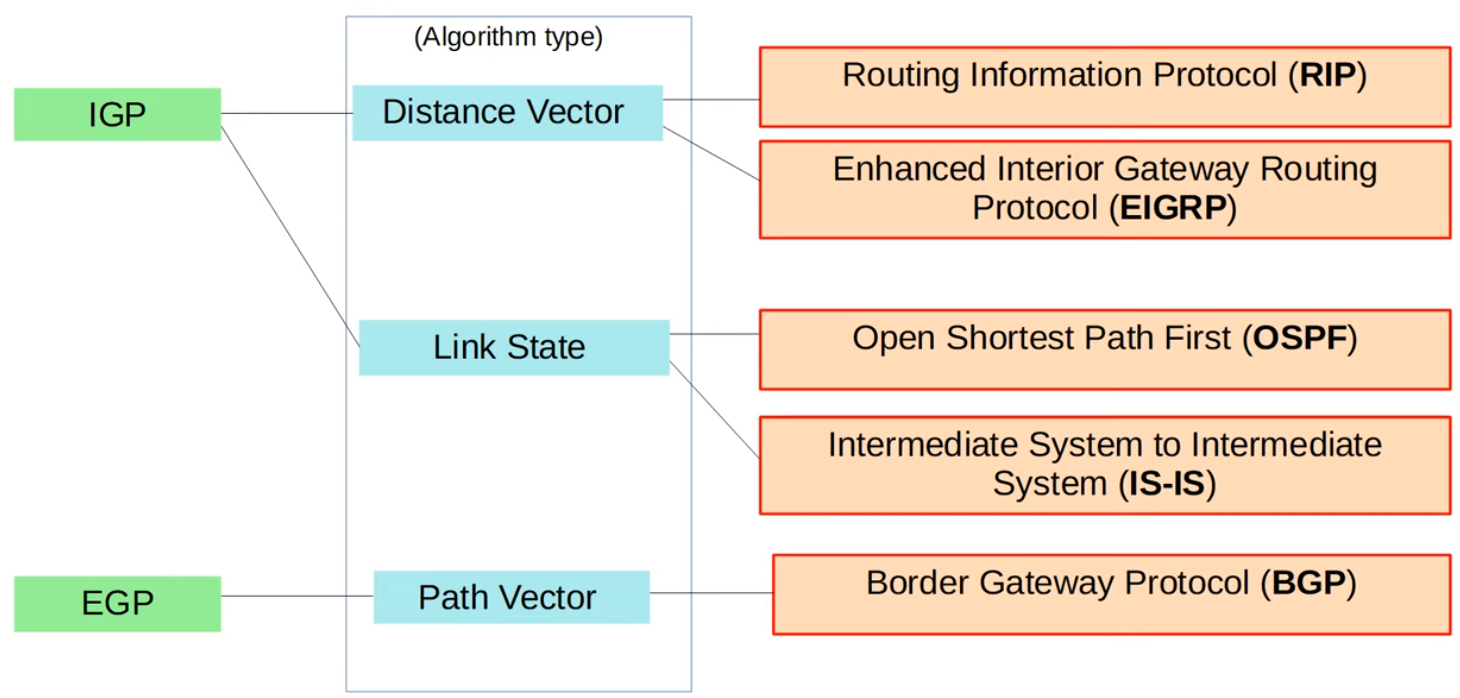 (Algorithm type)
IGP
Distance Vector
Routing Information Protocol (RIP)
Enhanced Interior Gateway Routing
Protocol (EIGRP)
Link State
Open Shortest Path First (OSPF)
Intermediate System to Intermediate
System (IS-IS)
EGP
Path Vector
Border Gateway Protocol (BGP)